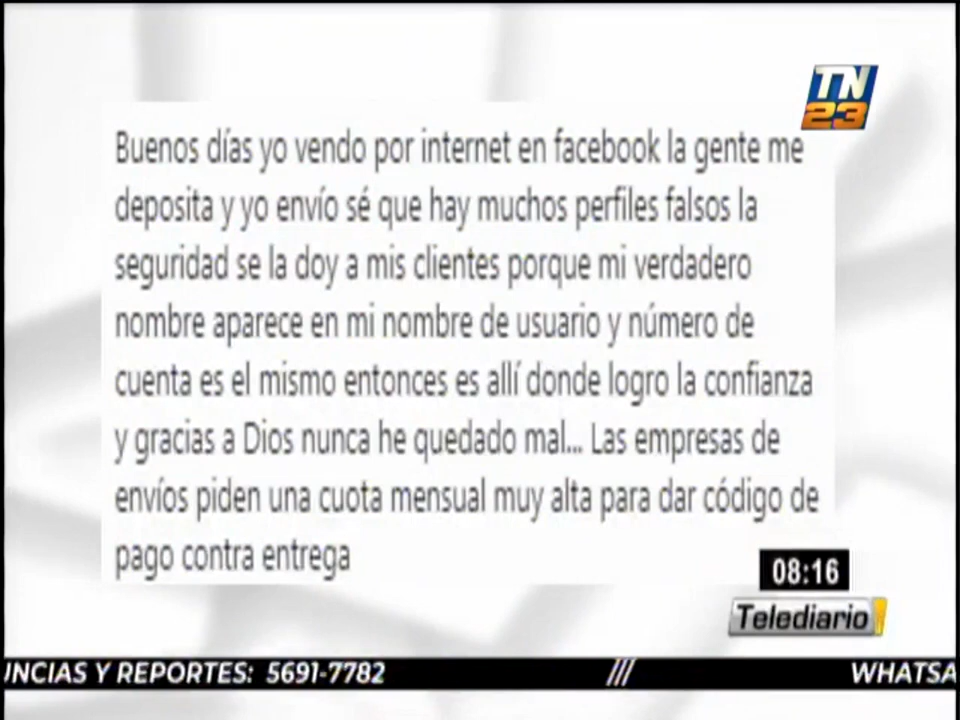 TN
23
Buenos días yo vendo por internet en facebook la gente me
deposita y yo envío sé que hay muchos perfiles falsos la
seguridad se la doy a mis clientes porque mi verdadero
nombre aparece en mi nombre de usuario y número de
cuenta es el mismo entonces es allí donde logro la confianza
y gracias a Dios nunca he quedado mal... Las empresas de
envíos piden una cuota mensual muy alta para dar código de
pago contra entrega
08:16
Telediario
UNCIAS Y REPORTES: 5691-7782 /// WHATSA